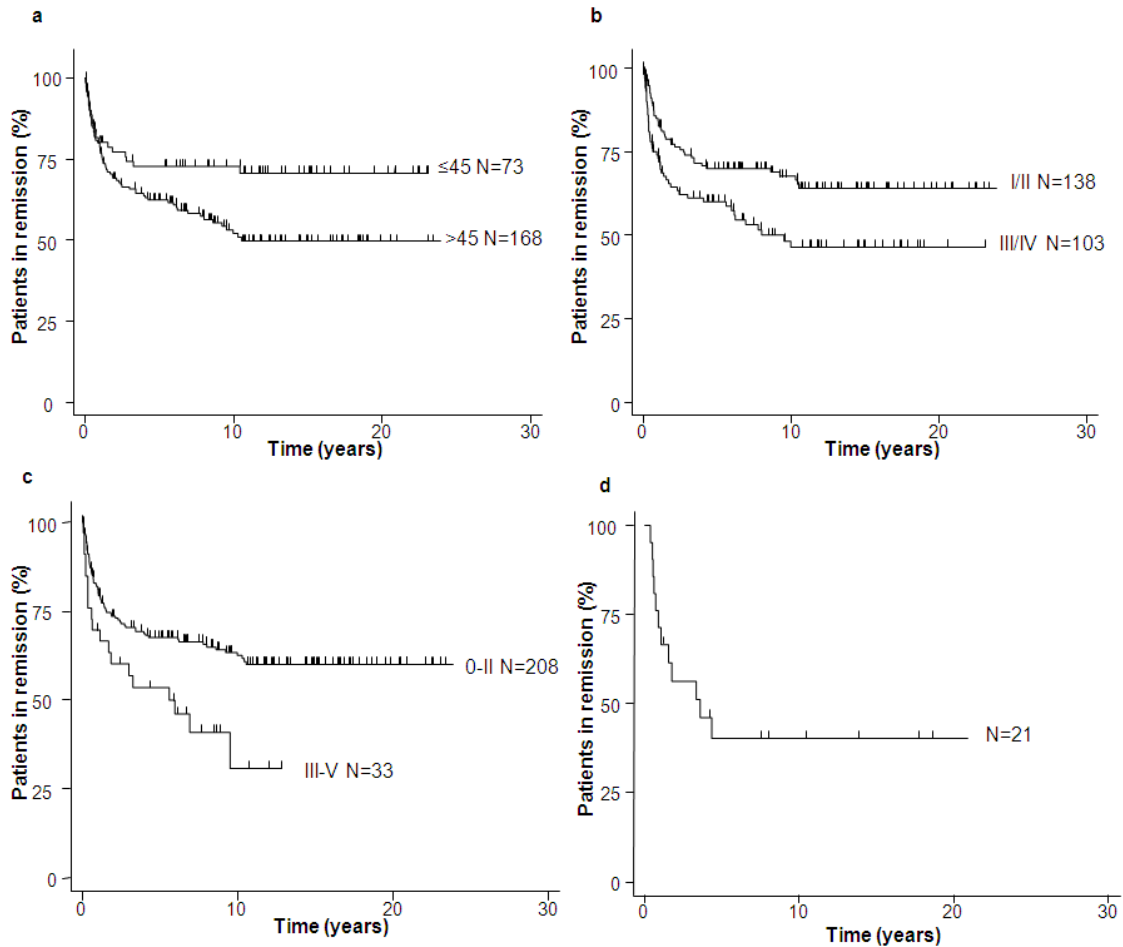 a
Patients in remission (%)
100
75
50
25
0
≤45 N=73
>45 N=168
0 10 20 30
Time (years)
b
Patients in remission (%)
100
75
50
25
0
I/II N=138
III/IV N=103
0 10 20 30
Time (years)
c
Patients in remission (%)
100
75
50
25
0
0-II N=208
III-V N=33
0 10 20 30
Time (years)
d
Patients in remission (%)
100
75
50
25
0
N=21
0 10 20 30
Time (years)